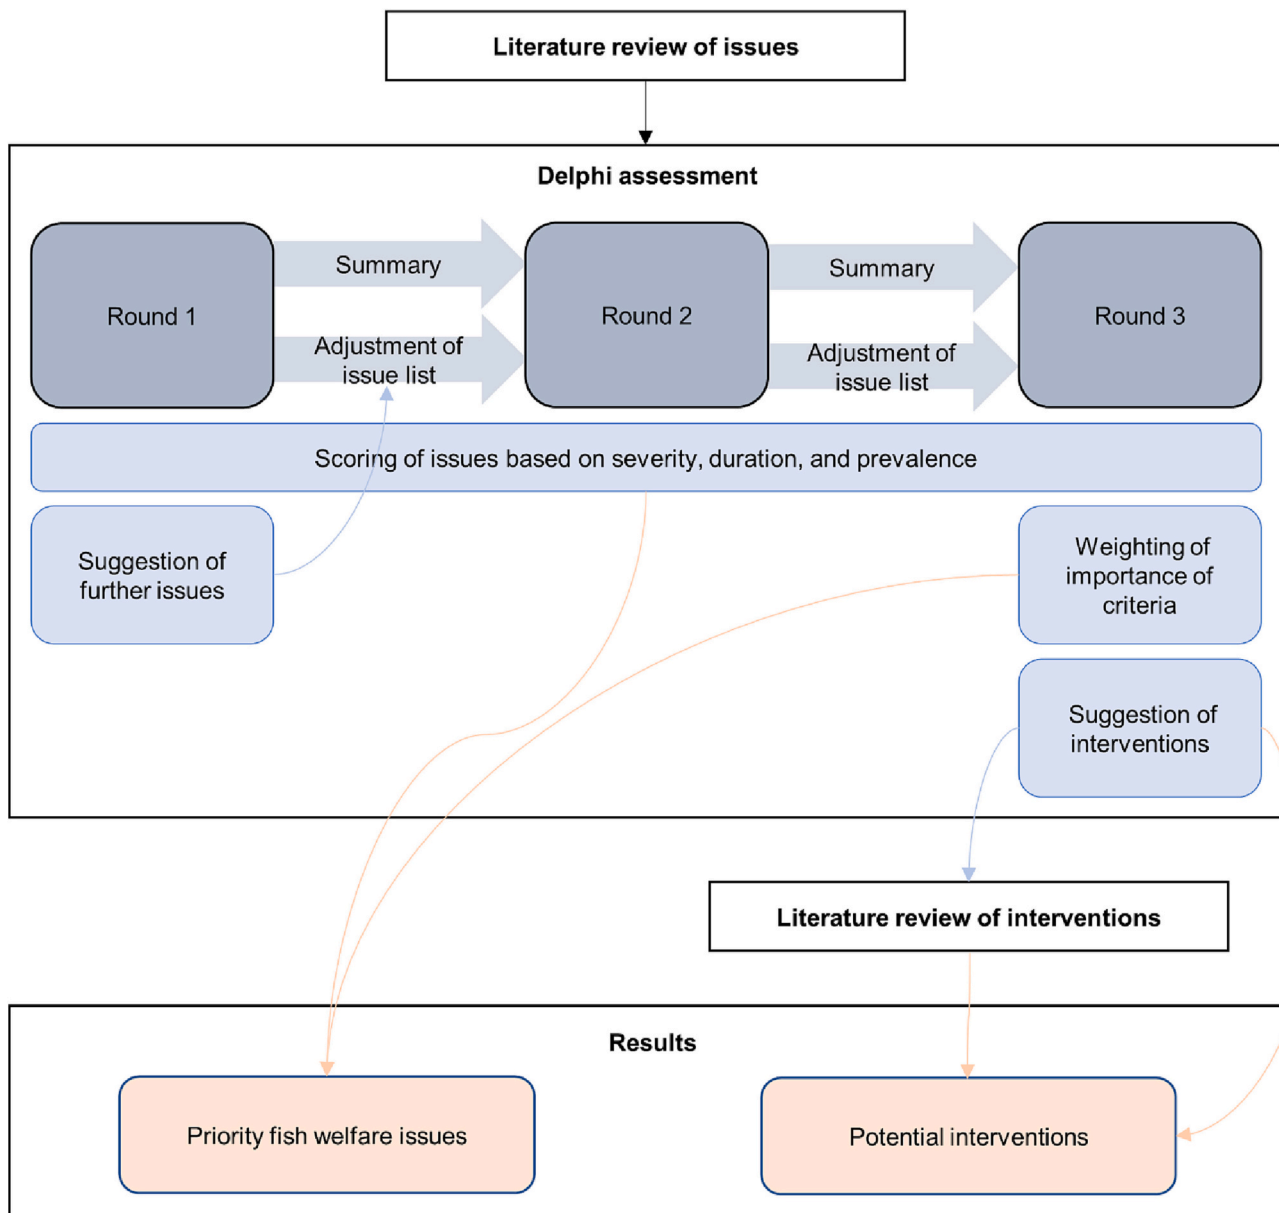 Literature review of issues
Delphi assessment
Round 1
Summary
Adjustment of
issue list
Round 2
Summary
Adjustment of
issue list
Round 3
Scoring of issues based on severity, duration, and prevalence
Suggestion of
further issues
Weighting of
importance of
criteria
Suggestion of
interventions
Literature review of interventions
Results
Priority fish welfare issues
Potential interventions